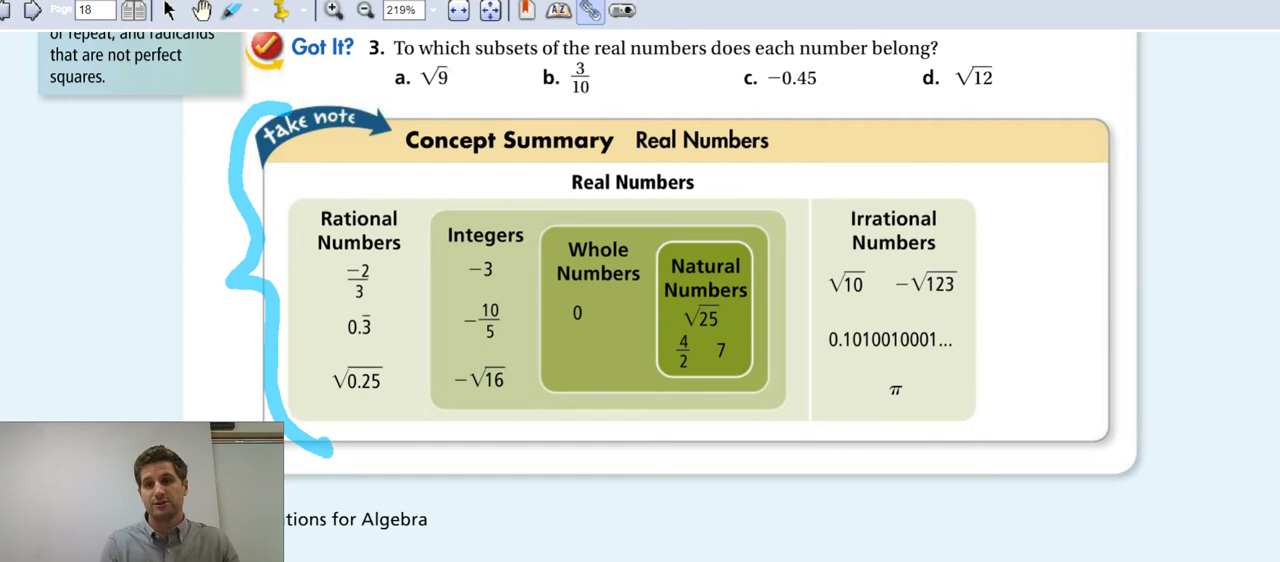 Page 18
219%
of repeat, and radicands
that are not perfect
squares.
Got It? 3. To which subsets of the real numbers does each number belong?
a. √9 b. 3/10 c. −0.45 d. √12
take note
Concept Summary Real Numbers
Real Numbers
Rational
Numbers
−2/3
0.3̅
√0.25
Integers
−3
−10/5
−√16
Whole
Numbers
0
Natural
Numbers
√25
4/2 7
Irrational
Numbers
√10 −√123
0.1010010001...
π
tions for Algebra